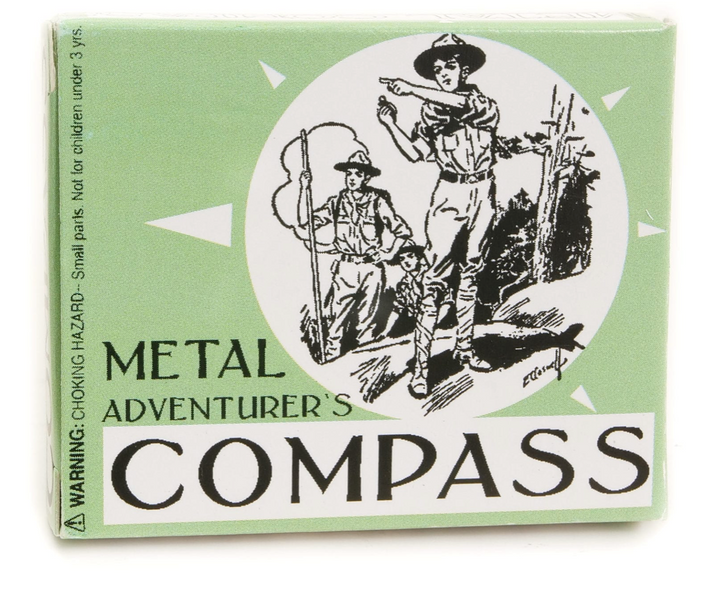 METAL
ADVENTURER'S
COMPASS
⚠ WARNING: CHOKING HAZARD-- Small parts. Not for children under 3 yrs.